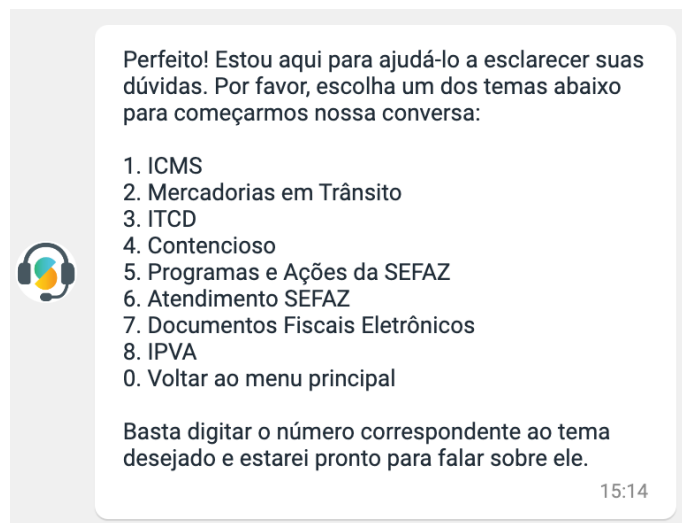 Perfeito! Estou aqui para ajudá-lo a esclarecer suas
dúvidas. Por favor, escolha um dos temas abaixo
para começarmos nossa conversa:
1. ICMS
2. Mercadorias em Trânsito
3. ITCD
4. Contencioso
5. Programas e Ações da SEFAZ
6. Atendimento SEFAZ
7. Documentos Fiscais Eletrônicos
8. IPVA
0. Voltar ao menu principal
Basta digitar o número correspondente ao tema
desejado e estarei pronto para falar sobre ele.
15:14